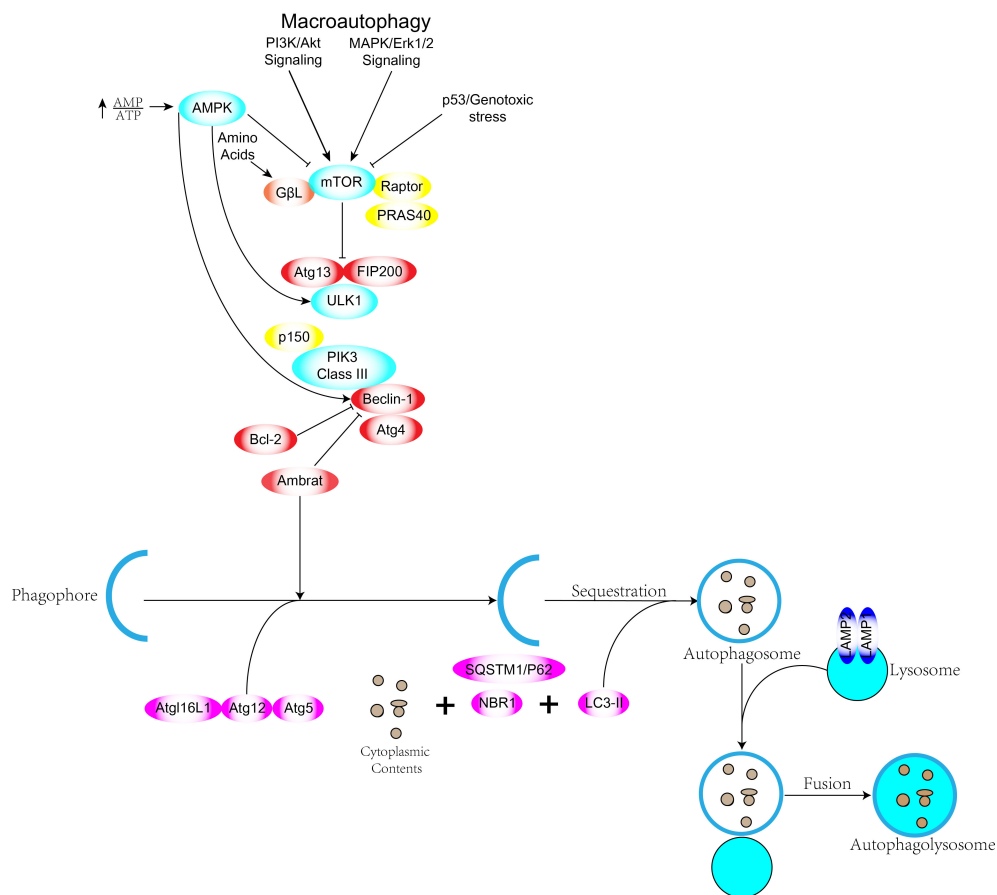 Macroautophagy
PI3K/Akt
Signaling
MAPK/Erk1/2
Signaling
p53/Genotoxic
stress
AMP
ATP
AMPK
Amino
Acids
GβL
mTOR
Raptor
PRAS40
Atg13
FIP200
ULK1
p150
PIK3
Class III
Beclin-1
Bcl-2
Atg4
Ambrat
Phagophore
Sequestration
Autophagosome
LAMP2
LAMP1
Lysosome
SQSTM1/P62
Atgl16L1
Atg12
Atg5
+
NBR1
+
LC3-II
Cytoplasmic
Contents
Fusion
Autophagolysosome